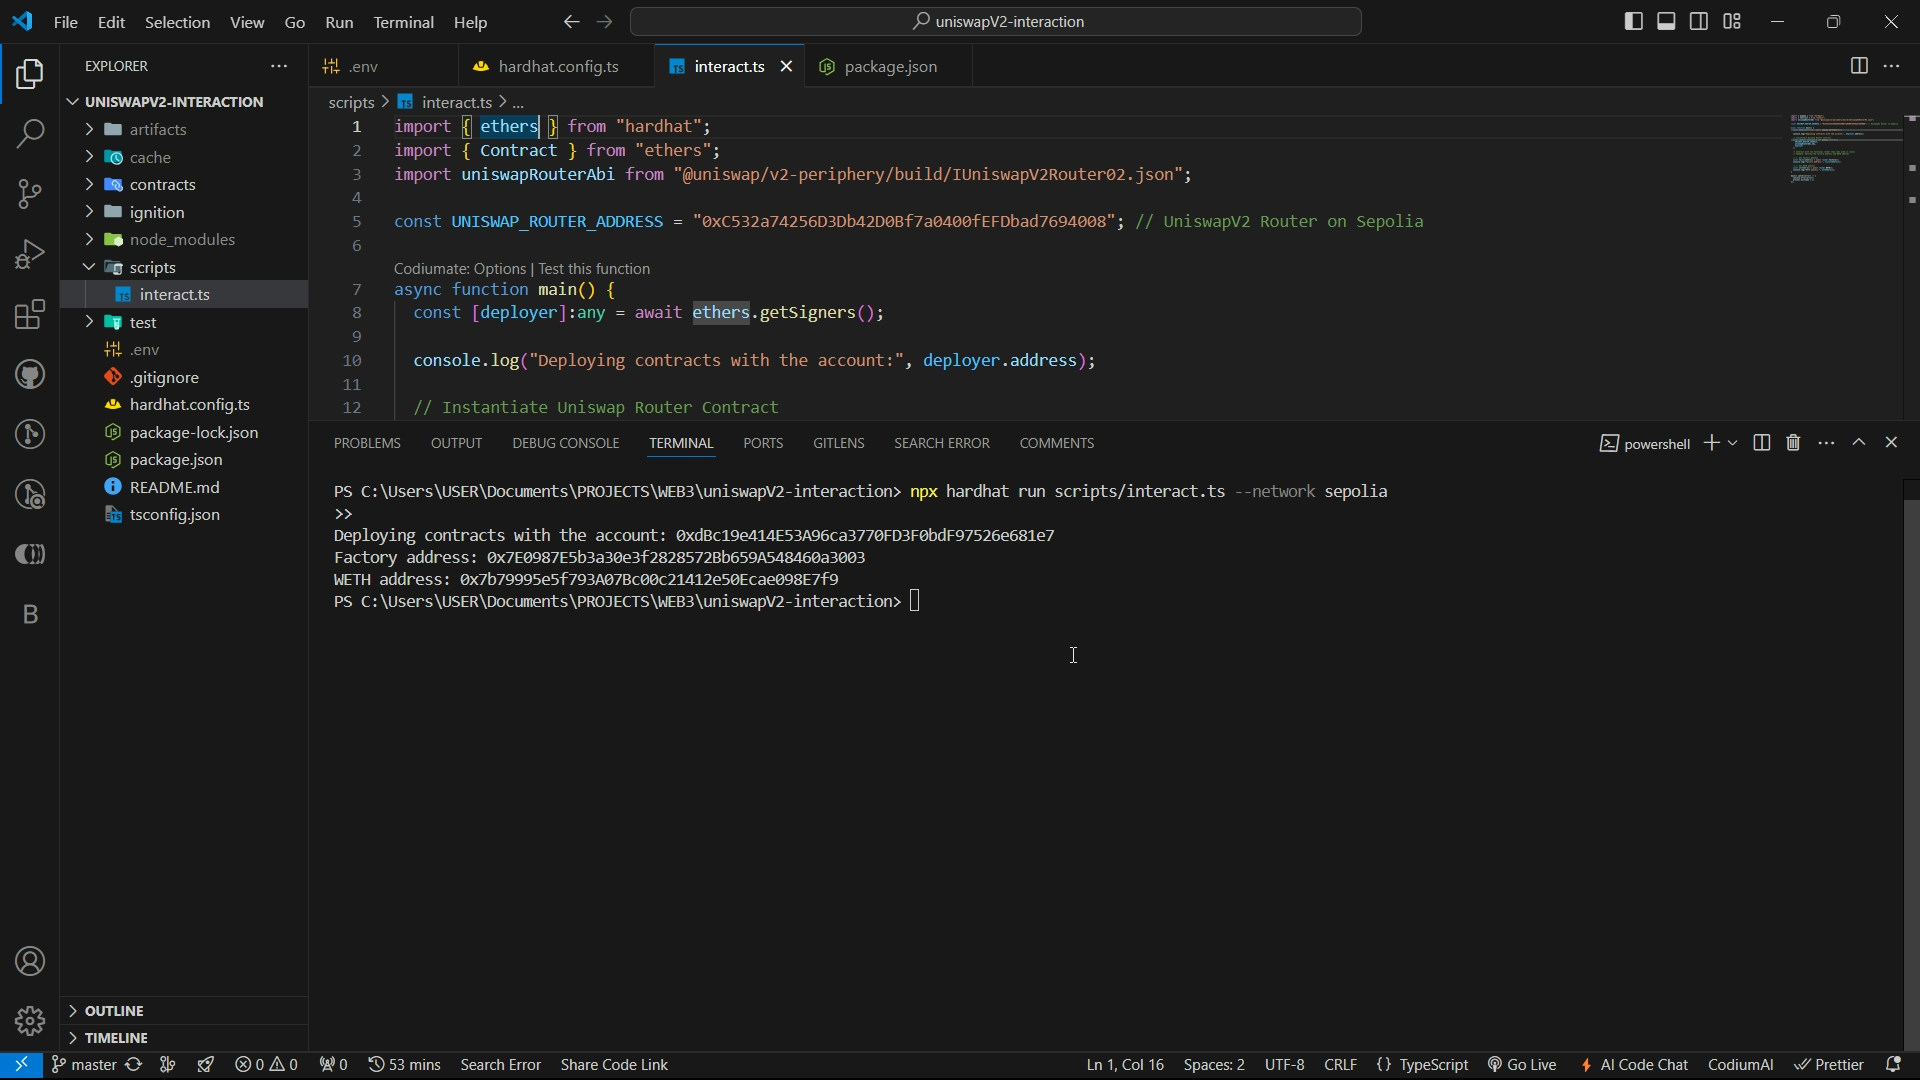 File Edit Selection View Go Run Terminal Help
uniswapV2-interaction
EXPLORER
UNISWAPV2-INTERACTION
artifacts
cache
contracts
ignition
node_modules
scripts
TS interact.ts
test
.env
.gitignore
hardhat.config.ts
package-lock.json
package.json
README.md
tsconfig.json
OUTLINE
TIMELINE
.env hardhat.config.ts TS interact.ts package.json
scripts > TS interact.ts > ...
1 import { ethers } from "hardhat";
2 import { Contract } from "ethers";
3 import uniswapRouterAbi from "@uniswap/v2-periphery/build/IUniswapV2Router02.json";
4
5 const UNISWAP_ROUTER_ADDRESS = "0xC532a74256D3Db42D0Bf7a0400fEFDbad7694008"; // UniswapV2 Router on Sepolia
6
Codiumate: Options | Test this function
7 async function main() {
8 const [deployer]:any = await ethers.getSigners();
9
10 console.log("Deploying contracts with the account:", deployer.address);
11
12 // Instantiate Uniswap Router Contract
PROBLEMS OUTPUT DEBUG CONSOLE TERMINAL PORTS GITLENS SEARCH ERROR COMMENTS
powershell
PS C:\Users\USER\Documents\PROJECTS\WEB3\uniswapV2-interaction> npx hardhat run scripts/interact.ts --network sepolia
>>
Deploying contracts with the account: 0xdBc19e414E53A96ca3770FD3F0bdF97526e681e7
Factory address: 0x7E0987E5b3a30e3f2828572Bb659A548460a3003
WETH address: 0x7b79995e5f793A07Bc00c21412e50Ecae098E7f9
PS C:\Users\USER\Documents\PROJECTS\WEB3\uniswapV2-interaction>
B
master 0 0 0 53 mins Search Error Share Code Link Ln 1, Col 16 Spaces: 2 UTF-8 CRLF {} TypeScript Go Live AI Code Chat CodiumAI Prettier